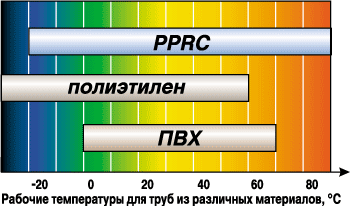 PPRC
ПОЛИЭТИЛЕН
ПВХ
-20 0 20 40 60 80
Рабочие температуры для труб из различных материалов, °С